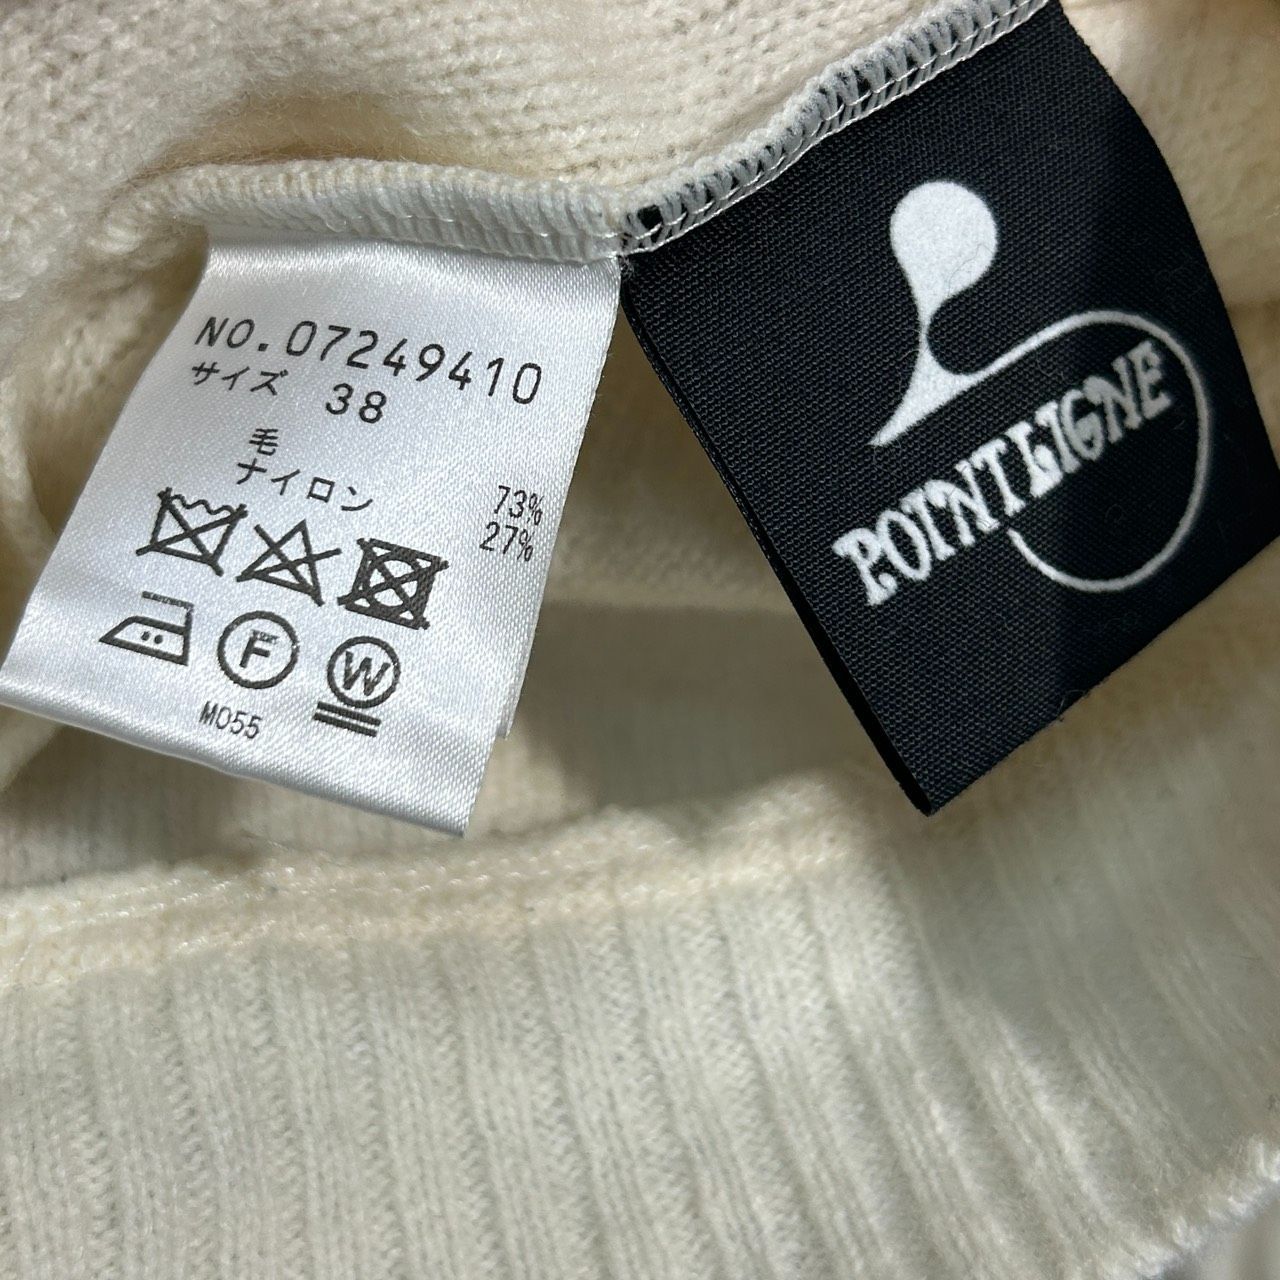 NO.07249410
サイズ 38
毛 73%
ナイロン 27%
F
W
M055
POINT LIGNE